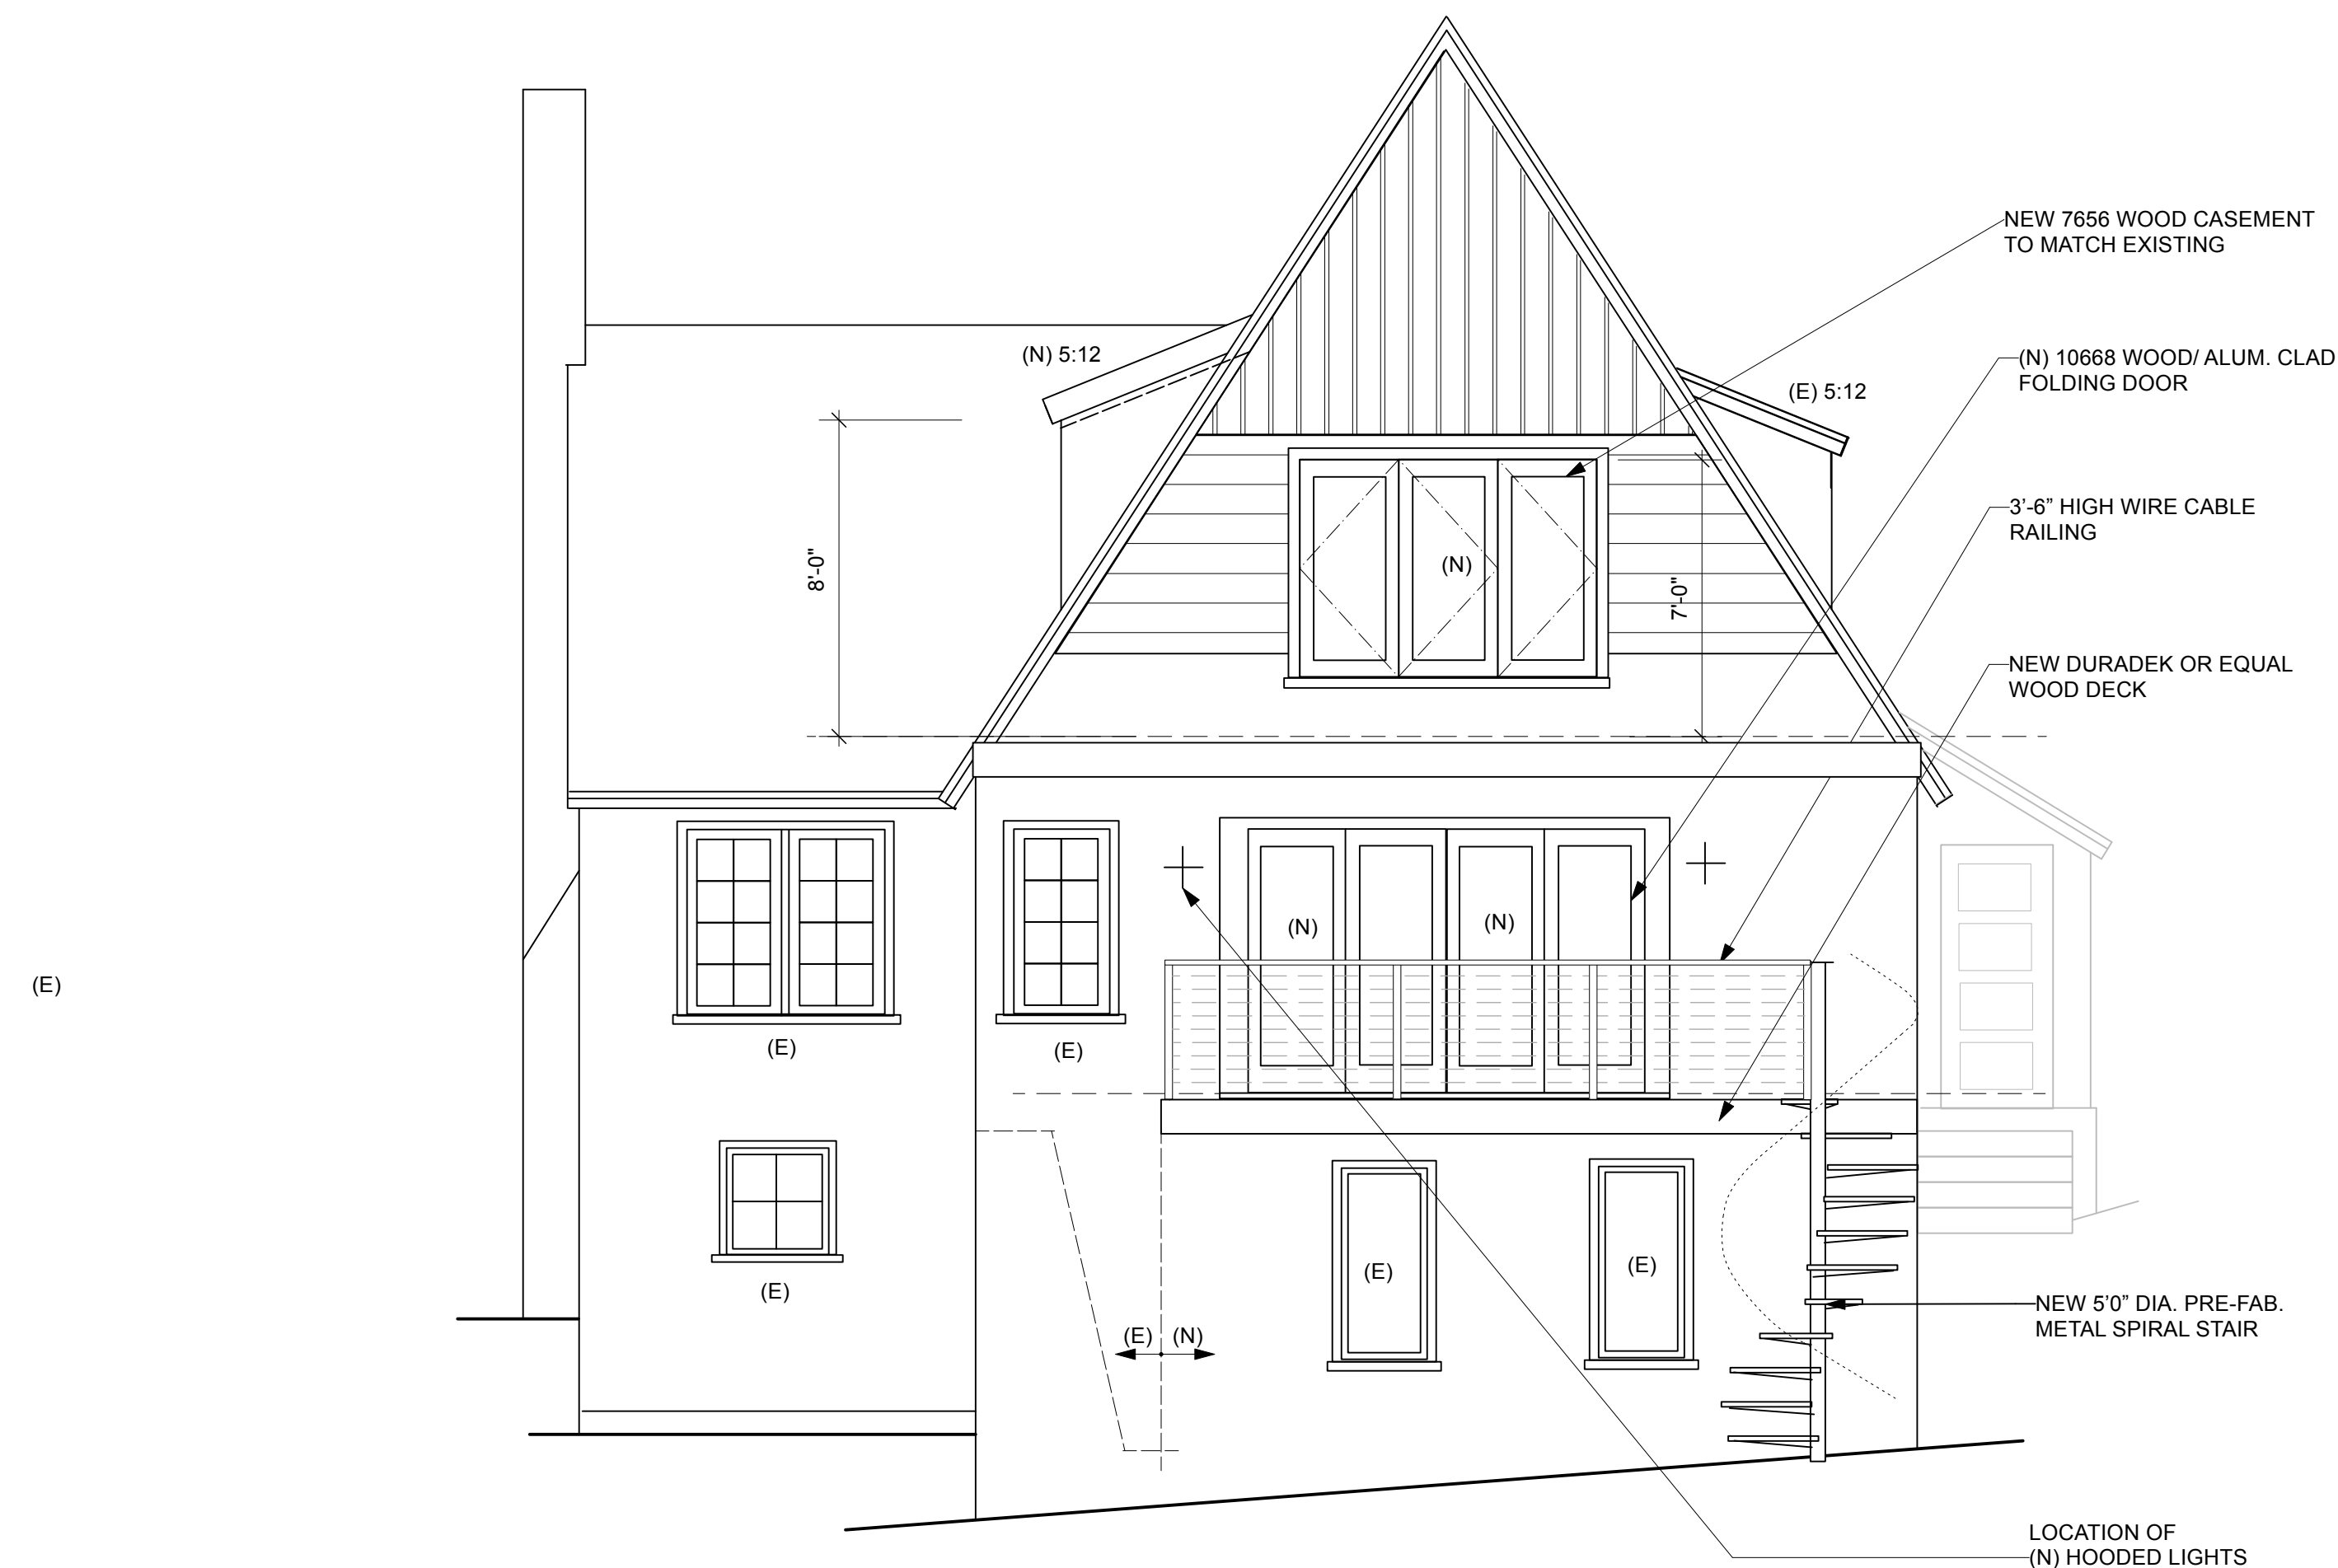 NEW 7656 WOOD CASEMENT
TO MATCH EXISTING
(N) 5:12
(E) 5:12
(N) 10668 WOOD/ ALUM. CLAD
FOLDING DOOR
3'-6” HIGH WIRE CABLE
RAILING
8'-0"
(N)
7'-0"
NEW DURADEK OR EQUAL
WOOD DECK
(N)
(N)
(E)
(E)
(E)
(E)
(E)
(E)
NEW 5’0” DIA. PRE-FAB.
METAL SPIRAL STAIR
(E)
(N)
LOCATION OF
(N) HOODED LIGHTS